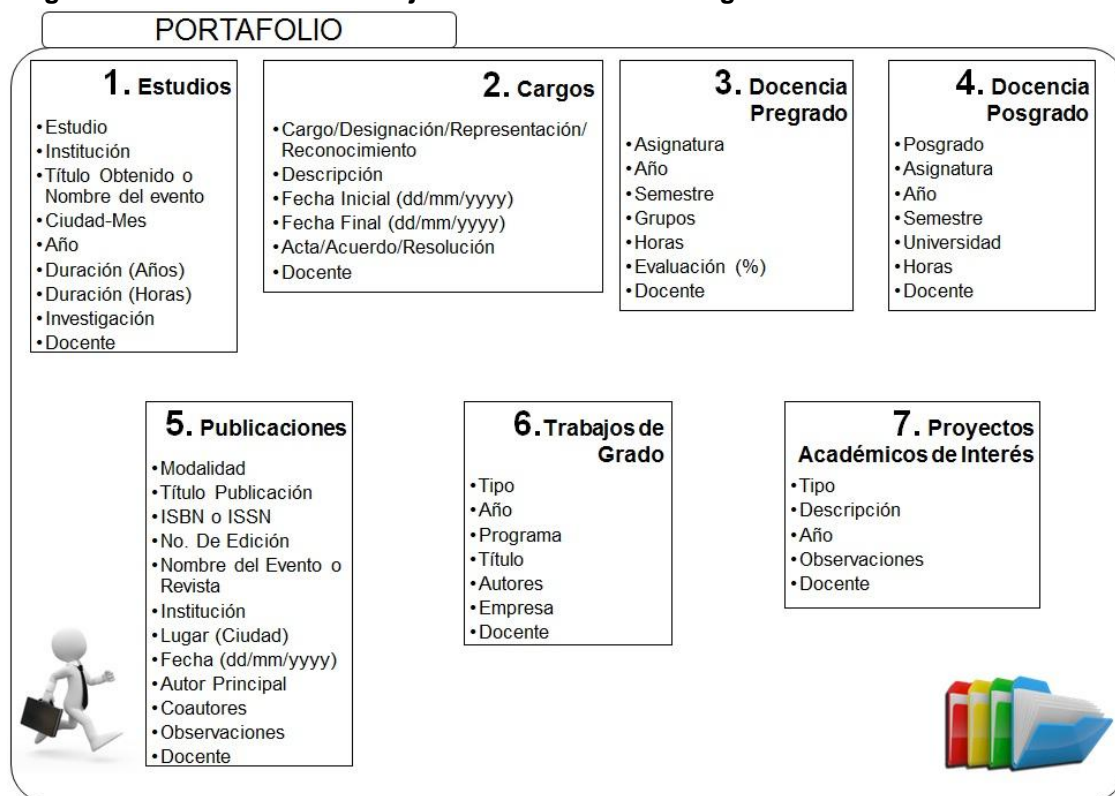 PORTAFOLIO
1. Estudios
•Estudio
•Institución
•Título Obtenido o
Nombre del evento
•Ciudad-Mes
•Año
•Duración (Años)
•Duración (Horas)
•Investigación
•Docente
2. Cargos
•Cargo/Designación/Representación/
Reconocimiento
•Descripción
•Fecha Inicial (dd/mm/yyyy)
•Fecha Final (dd/mm/yyyy)
•Acta/Acuerdo/Resolución
•Docente
3. Docencia
Pregrado
•Asignatura
•Año
•Semestre
•Grupos
•Horas
•Evaluación (%)
•Docente
4. Docencia
Posgrado
•Posgrado
•Asignatura
•Año
•Semestre
•Universidad
•Horas
•Docente
5. Publicaciones
•Modalidad
•Título Publicación
•ISBN o ISSN
•No. De Edición
•Nombre del Evento o
Revista
•Institución
•Lugar (Ciudad)
•Fecha (dd/mm/yyyy)
•Autor Principal
•Coautores
•Observaciones
•Docente
6. Trabajos de
Grado
•Tipo
•Año
•Programa
•Título
•Autores
•Empresa
•Docente
7. Proyectos
Académicos de Interés
•Tipo
•Descripción
•Año
•Observaciones
•Docente